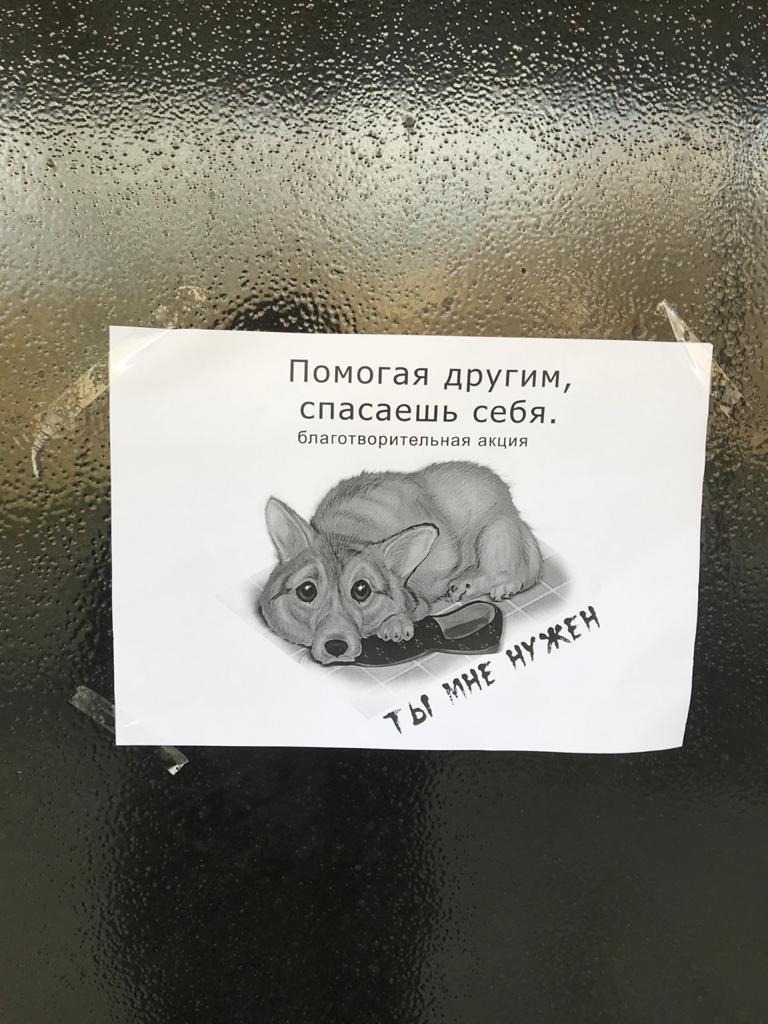 Помогая другим,
спасаешь себя.
благотворительная акция
ТЫ МНЕ НУЖЕН